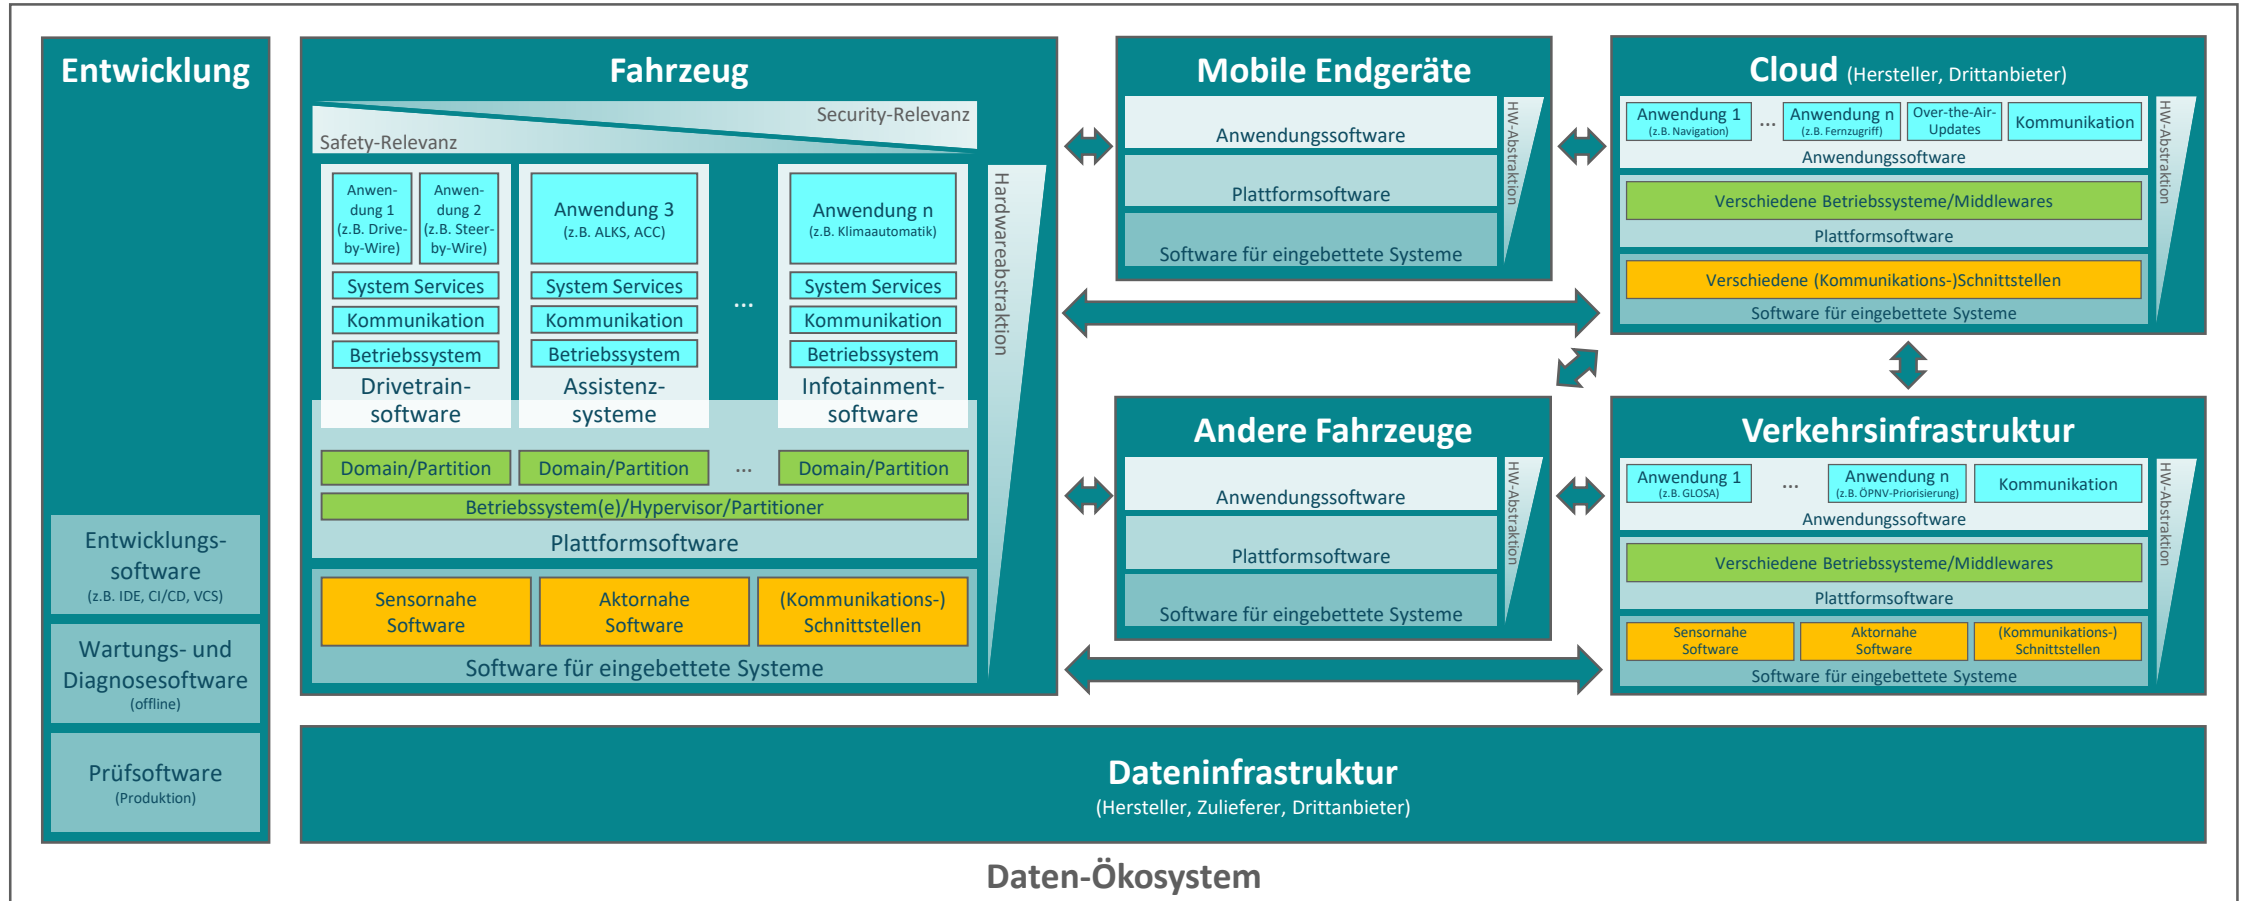 Entwicklung
Entwicklungs-
software
(z.B. IDE, CI/CD, VCS)
Wartungs- und
Diagnosesoftware
(offline)
Prüfsoftware
(Produktion)
Fahrzeug
Security-Relevanz
Safety-Relevanz
Anwen-
dung 1
(z.B. Drive-
by-Wire)
Anwen-
dung 2
(z.B. Steer-
by-Wire)
System Services
Kommunikation
Betriebssystem
Drivetrain-
software
Anwendung 3
(z.B. ALKS, ACC)
System Services
Kommunikation
Betriebssystem
Assistenz-
systeme
...
Anwendung n
(z.B. Klimaautomatik)
System Services
Kommunikation
Betriebssystem
Infotainment-
software
Hardwareabstraktion
Domain/Partition
Domain/Partition
...
Domain/Partition
Betriebssystem(e)/Hypervisor/Partitioner
Plattformsoftware
Sensornahe
Software
Aktornahe
Software
(Kommunikations-)
Schnittstellen
Software für eingebettete Systeme
Mobile Endgeräte
Anwendungssoftware
Plattformsoftware
Software für eingebettete Systeme
HW-Abstraktion
Cloud (Hersteller, Drittanbieter)
Anwendung 1
(z.B. Navigation)
...
Anwendung n
(z.B. Fernzugriff)
Over-the-Air-
Updates
Kommunikation
Anwendungssoftware
Verschiedene Betriebssysteme/Middlewares
Plattformsoftware
Verschiedene (Kommunikations-)Schnittstellen
Software für eingebettete Systeme
HW-Abstraktion
Andere Fahrzeuge
Anwendungssoftware
Plattformsoftware
Software für eingebettete Systeme
HW-Abstraktion
Verkehrsinfrastruktur
Anwendung 1
(z.B. GLOSA)
...
Anwendung n
(z.B. ÖPNV-Priorisierung)
Kommunikation
Anwendungssoftware
Verschiedene Betriebssysteme/Middlewares
Plattformsoftware
Sensornahe
Software
Aktornahe
Software
(Kommunikations-)
Schnittstellen
Software für eingebettete Systeme
HW-Abstraktion
Dateninfrastruktur
(Hersteller, Zulieferer, Drittanbieter)
Daten-Ökosystem